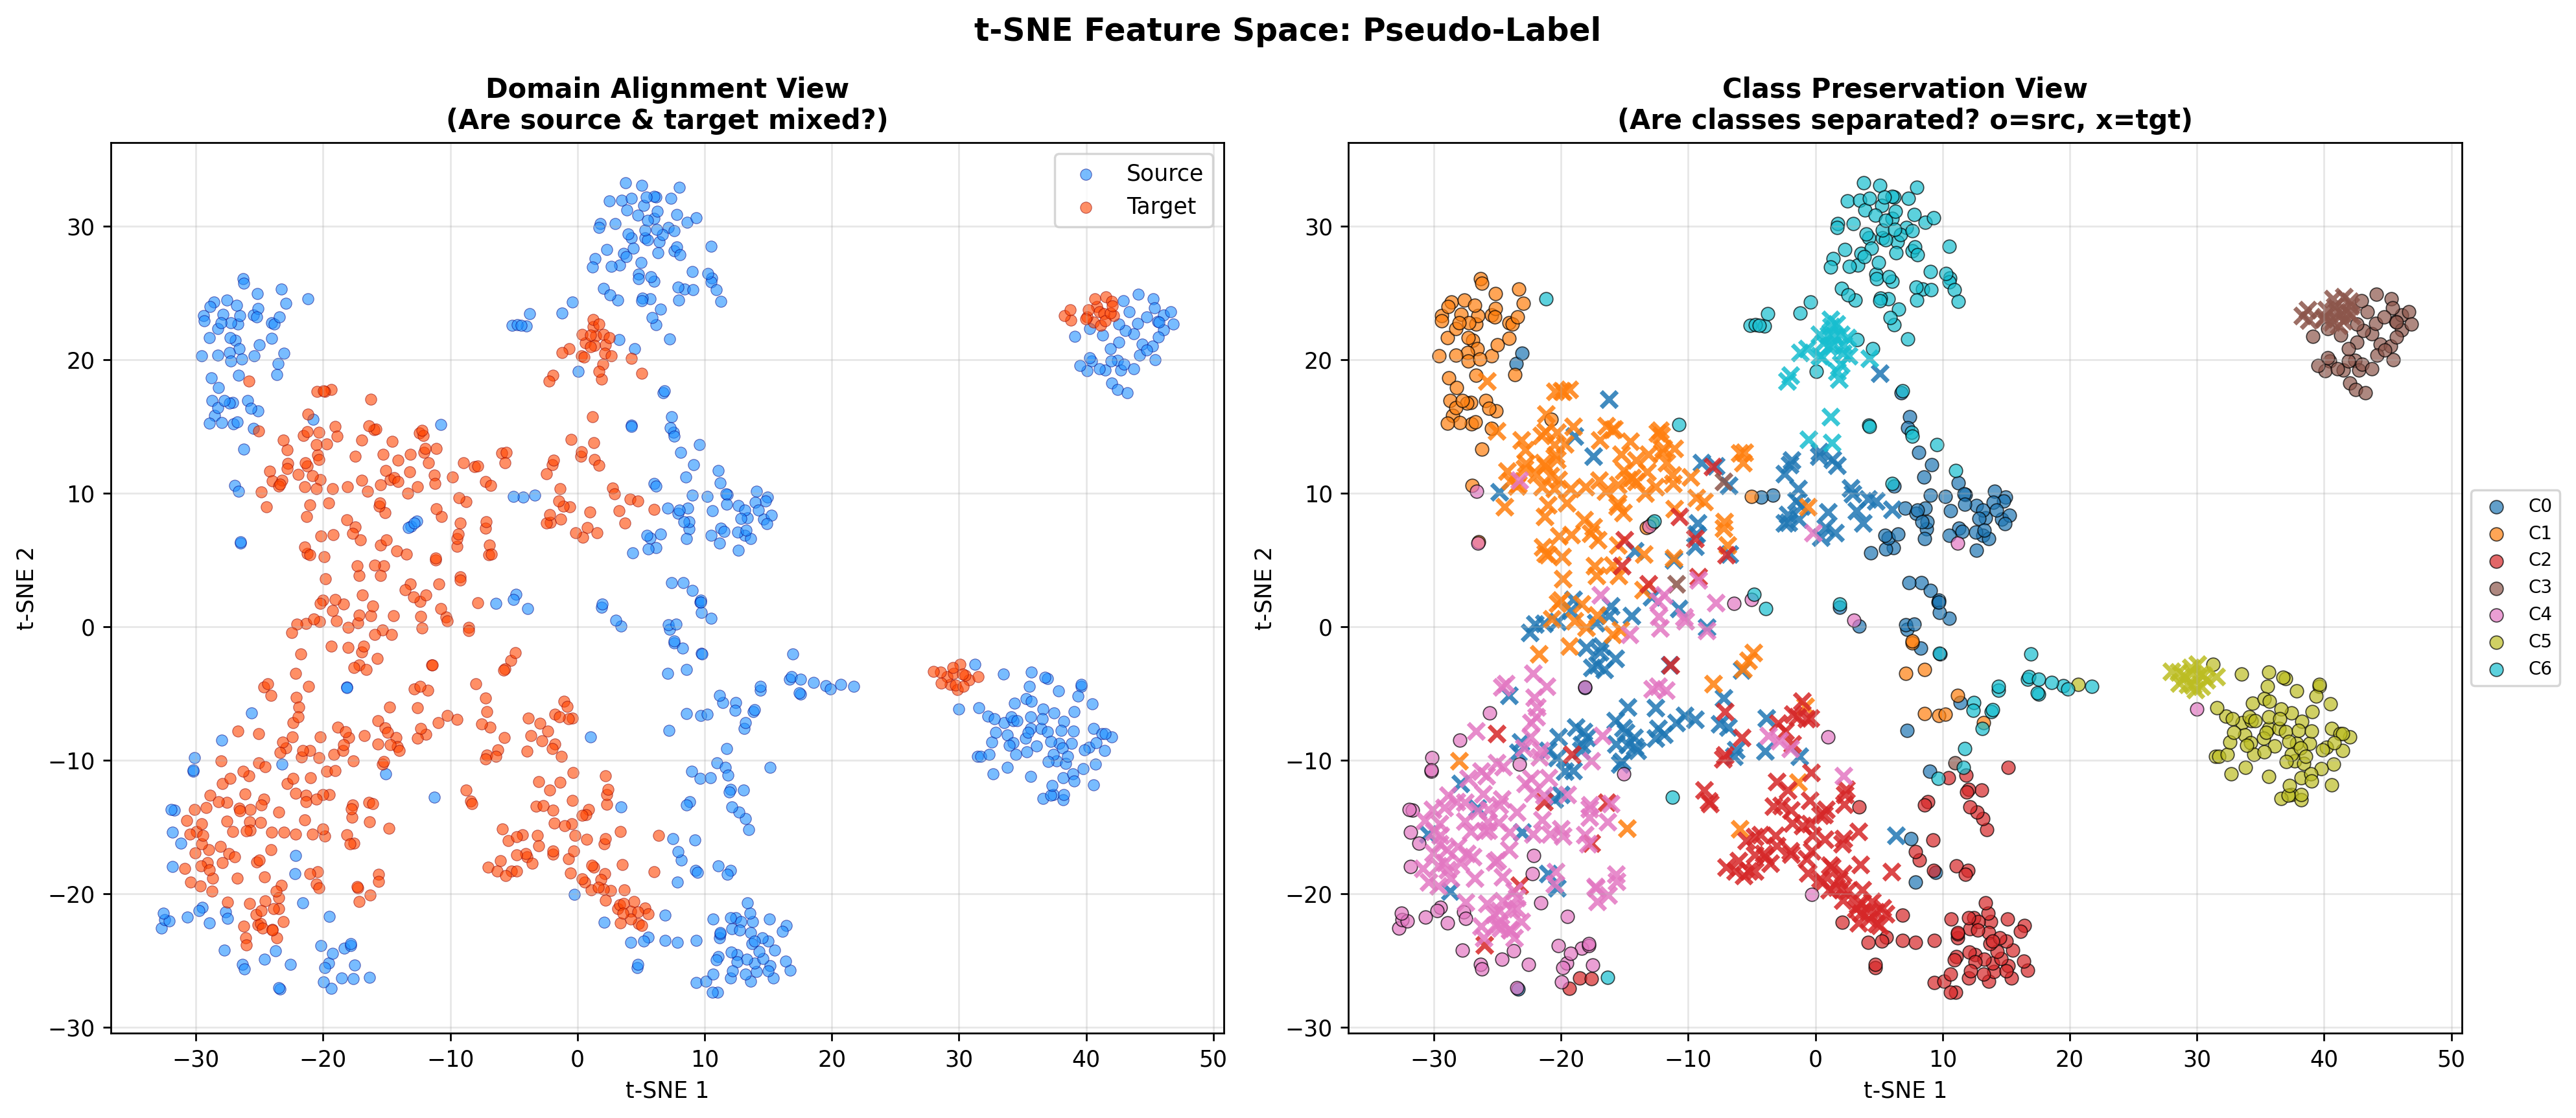 t-SNE Feature Space: Pseudo-Label
Domain Alignment View
(Are source & target mixed?)
Source
Target
30
20
10
0
−10
−20
−30
t-SNE 2
−30
−20
−10
0
10
20
30
40
50
t-SNE 1
Class Preservation View
(Are classes separated? o=src, x=tgt)
30
20
10
0
−10
−20
−30
t-SNE 2
−30
−20
−10
0
10
20
30
40
50
t-SNE 1
C0
C1
C2
C3
C4
C5
C6